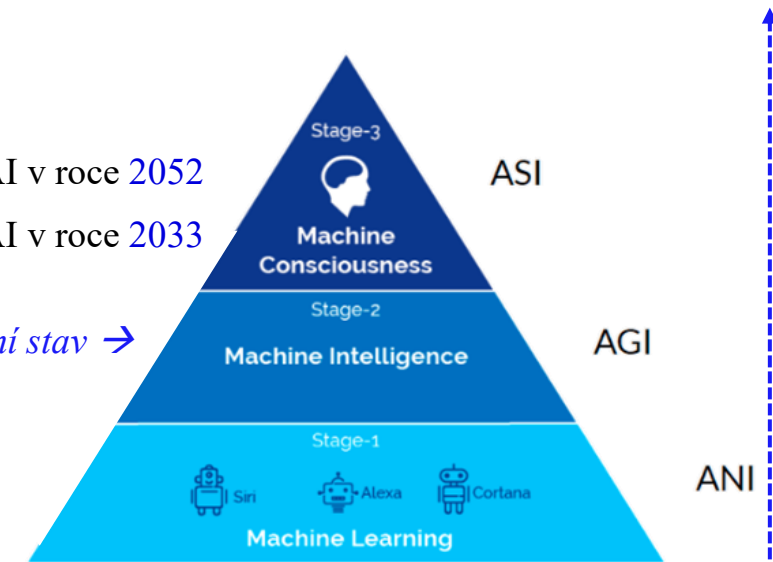 Stage-3
AI v roce 2052
ASI
AI v roce 2033
Machine
Consciousness
Stage-2
ní stav →
Machine Intelligence
AGI
Stage-1
Siri
Alexa
Cortana
ANI
Machine Learning